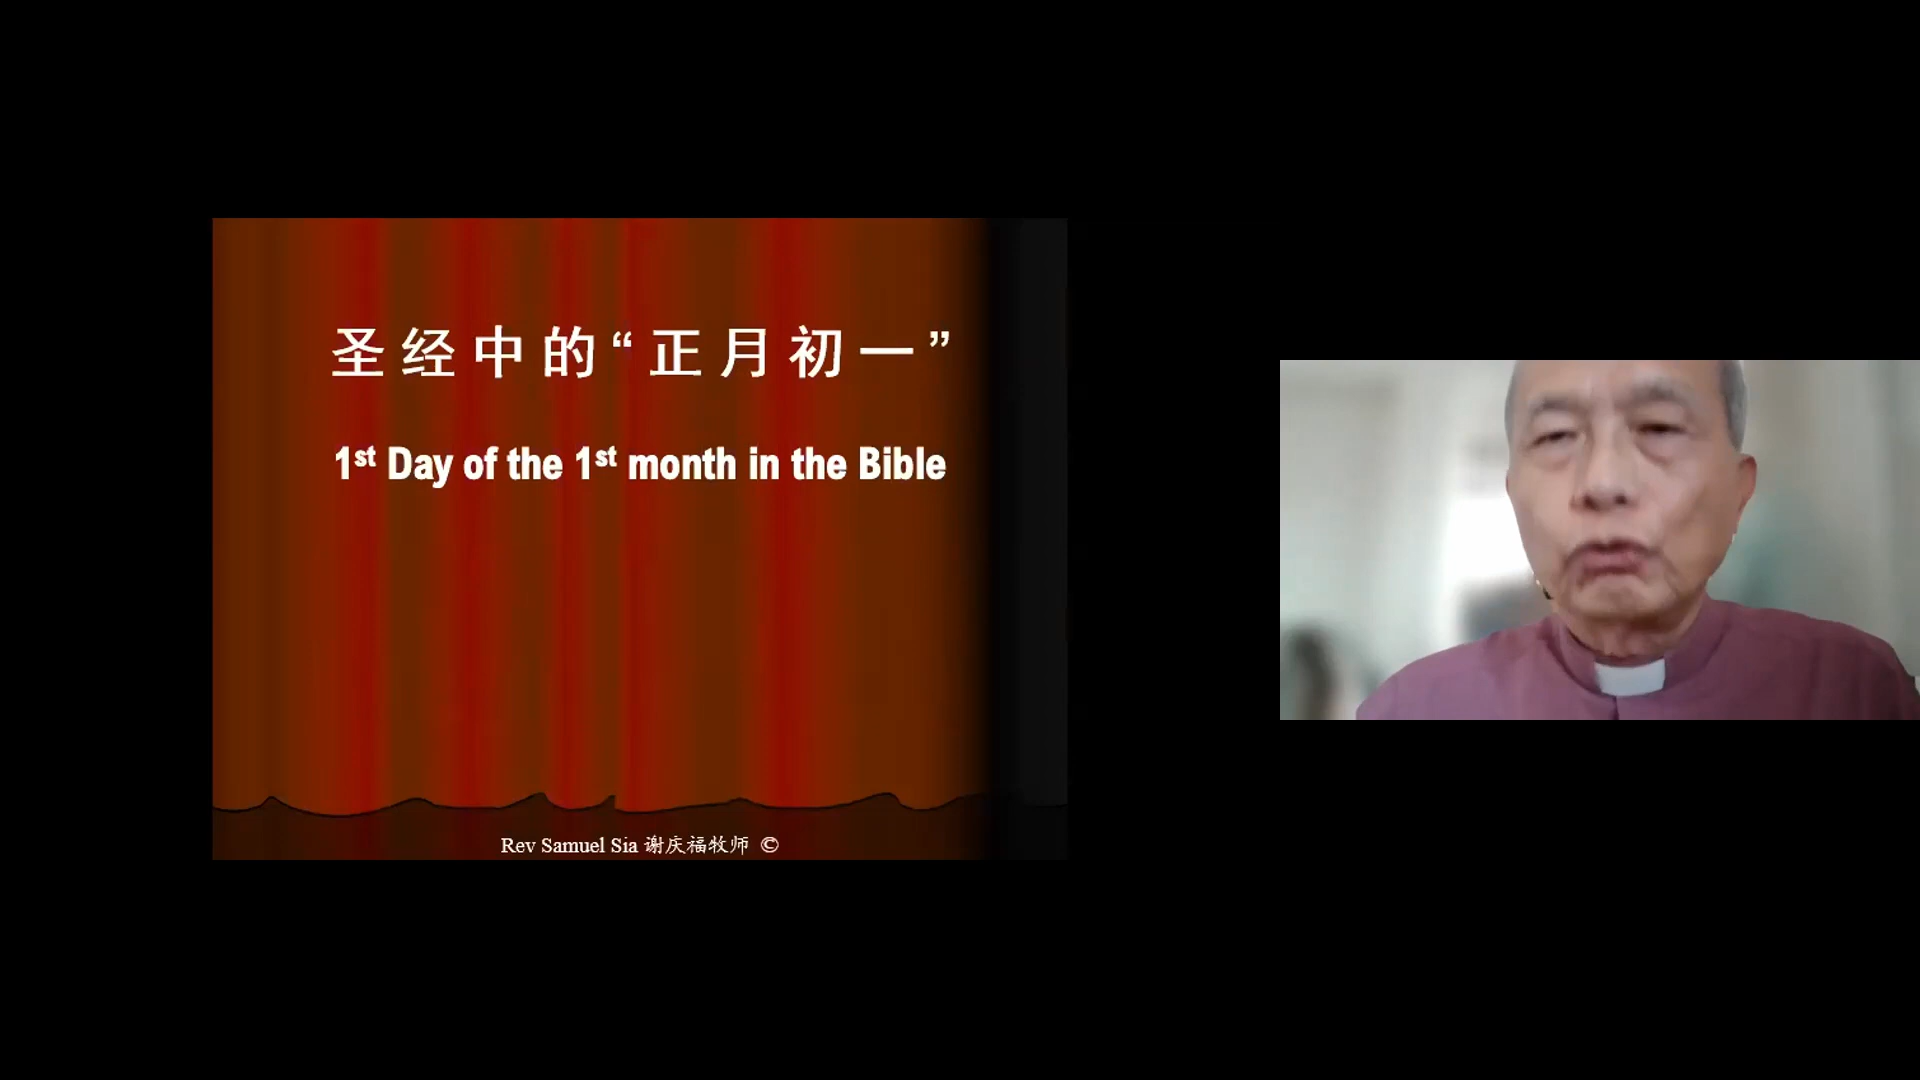 圣经中的“正月初一”
1st Day of the 1st month in the Bible
Rev Samuel Sia 谢庆福牧师 ©